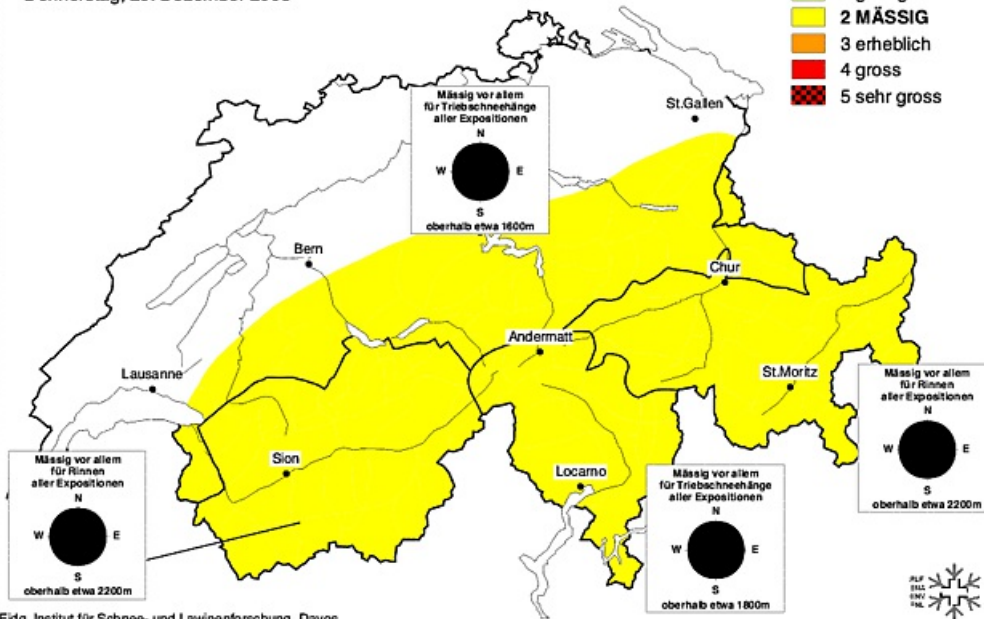 2 MÄSSIG
3 erheblich
4 gross
5 sehr gross
Mässig vor allem
für Triebschneehänge
aller Expositionen
N
W E
S
oberhalb etwa 1600m
St.Gallen
Bern
Chur
Andermatt
Lausanne
St.Moritz
Mässig vor allem
für Rinnen
aller Expositionen
N
W E
S
oberhalb etwa 2200m
Sion
Locarno
Mässig vor allem
für Rinnen
aller Expositionen
N
W E
S
oberhalb etwa 2200m
Mässig vor allem
für Triebschneehänge
aller Expositionen
N
W E
S
oberhalb etwa 1800m
SLF
ENV
SNL
Eidg. Institut für Schnee- und Lawinenforschung, Davos